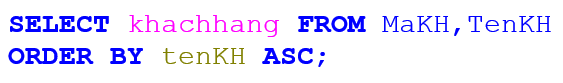 SELECT khachhang FROM MaKH,TenKH
ORDER BY tenKH ASC;